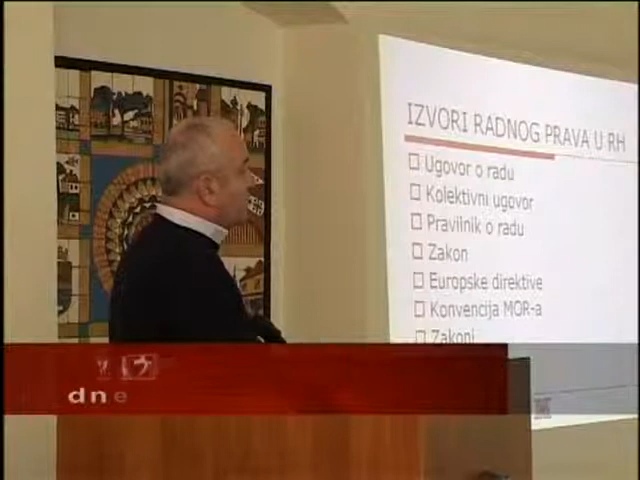 IZVORI RADNOG PRAVA U RH
Ugovor o radu
Kolektivni ugovor
Pravilnik o radu
Zakon
Europske direktive
Konvencija MOR-a
Zakoni
dne